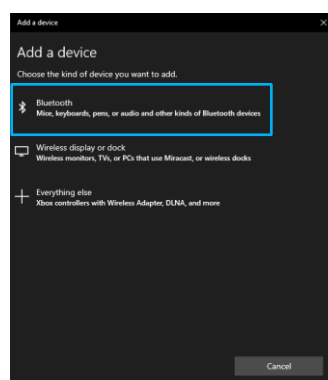 Add a device
Add a device
Choose the kind of device you want to add.
Bluetooth
Mice, keyboards, pens, or audio and other kinds of Bluetooth devices
Wireless display or dock
Wireless monitors, TVs, or PCs that use Miracast, or wireless docks
Everything else
Xbox controllers with Wireless Adapter, DLNA, and more
Cancel